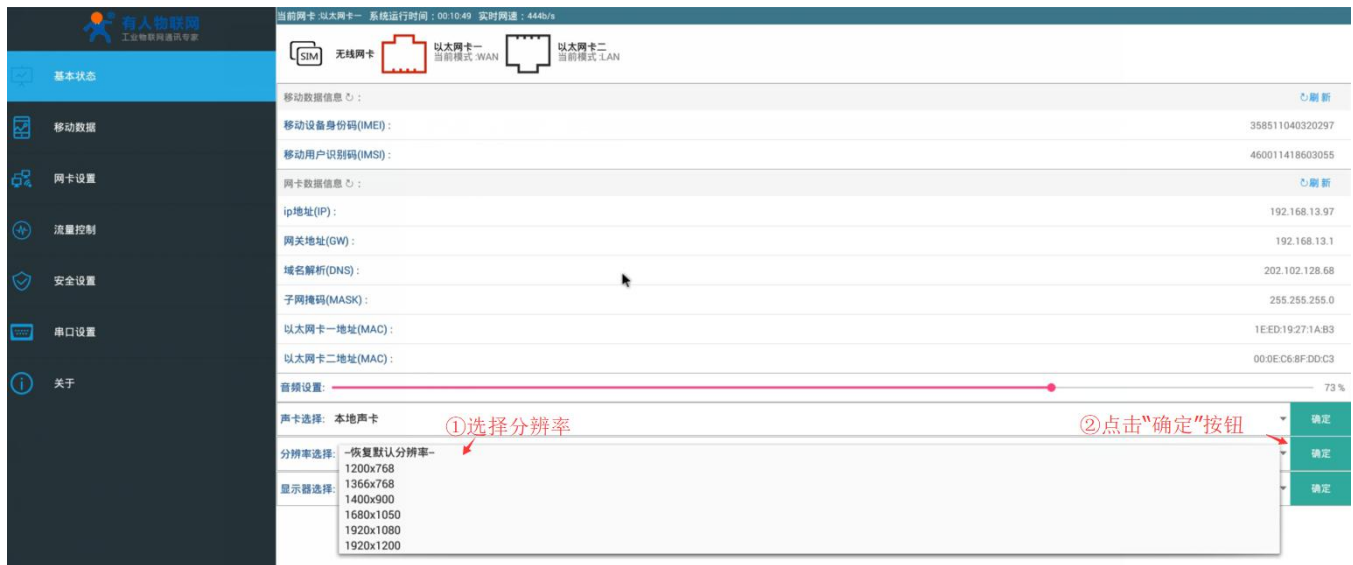 有人物联网
工业物联网通讯专家
基本状态
移动数据
网卡设置
流量控制
安全设置
串口设置
关于
当前网卡:以太网卡一 系统运行时间：00:10:49 实时网速：444b/s
SIM 无线网卡
以太网卡一
当前模式:WAN
以太网卡二
当前模式:LAN
移动数据信息： 刷新
移动设备身份码(IMEI)： 358511040320297
移动用户识别码(IMSI)： 460011418603055
网卡数据信息： 刷新
ip地址(IP)： 192.168.13.97
网关地址(GW)： 192.168.13.1
域名解析(DNS)： 202.102.128.68
子网掩码(MASK)： 255.255.255.0
以太网卡一地址(MAC)： 1E:ED:19:27:1A:B3
以太网卡二地址(MAC)： 00:0E:C6:8F:DD:C3
音频设置: 73%
声卡选择: 本地声卡 确定
①选择分辨率
②点击“确定”按钮
分辨率选择: 确定
显示器选择: 确定
–恢复默认分辨率–
1200x768
1366x768
1400x900
1680x1050
1920x1080
1920x1200